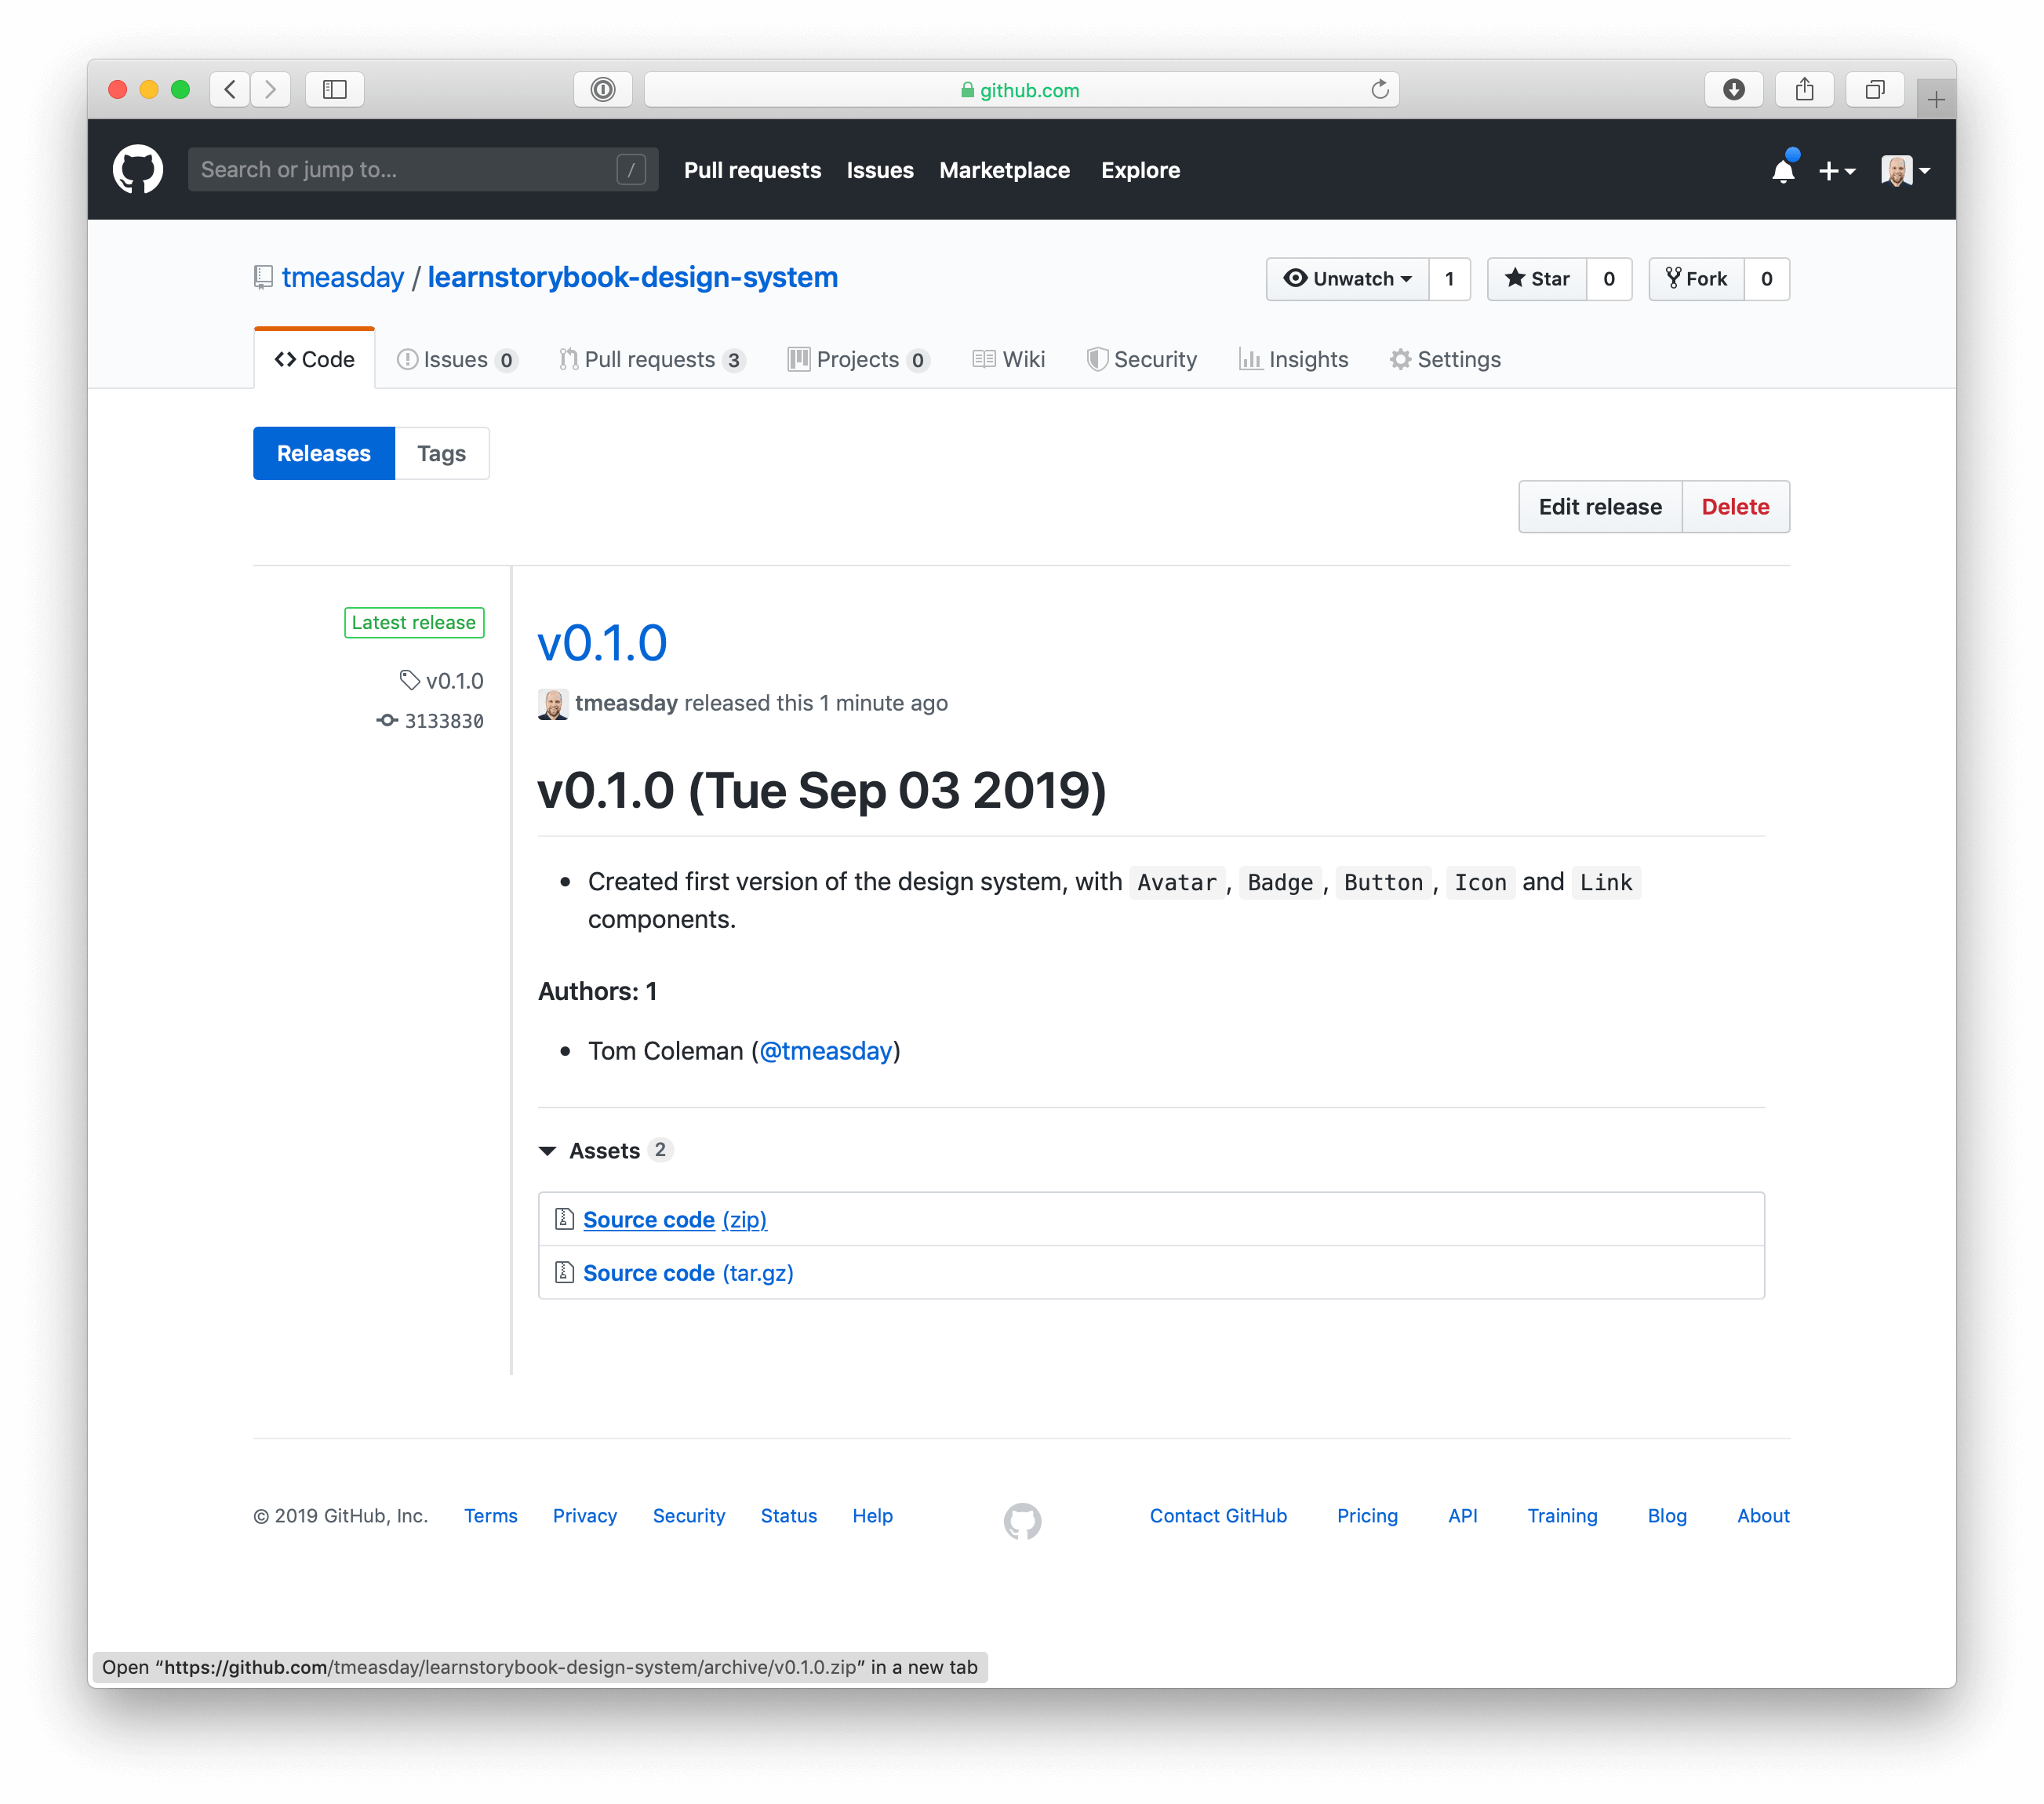 github.com
Search or jump to... /
Pull requests Issues Marketplace Explore
tmeasday / learnstorybook-design-system
Unwatch 1 Star 0 Fork 0
Code Issues 0 Pull requests 3 Projects 0 Wiki Security Insights Settings
Releases Tags
Edit release Delete
Latest release
v0.1.0
3133830
v0.1.0
tmeasday released this 1 minute ago
v0.1.0 (Tue Sep 03 2019)
• Created first version of the design system, with Avatar, Badge, Button, Icon and Link
components.
Authors: 1
• Tom Coleman (@tmeasday)
Assets 2
Source code (zip)
Source code (tar.gz)
© 2019 GitHub, Inc. Terms Privacy Security Status Help Contact GitHub Pricing API Training Blog About
Open “https://github.com/tmeasday/learnstorybook-design-system/archive/v0.1.0.zip” in a new tab